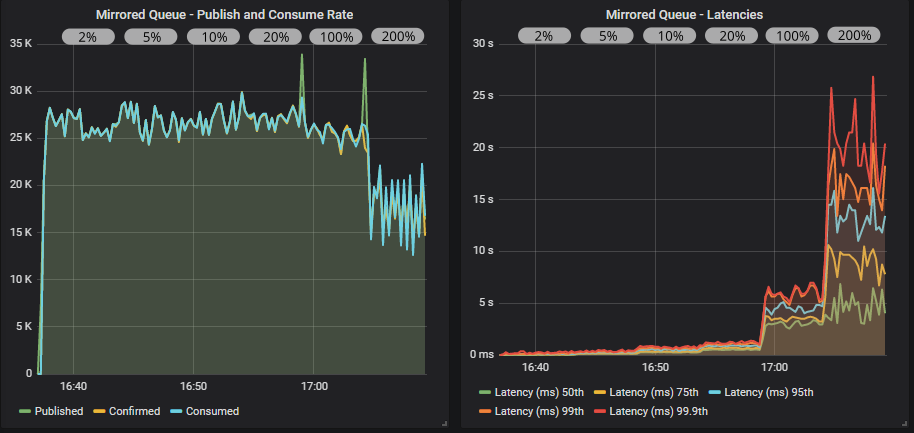 Mirrored Queue - Publish and Consume Rate
2% 5% 10% 20% 100% 200%
35 K
30 K
25 K
20 K
15 K
10 K
5 K
0
16:40 16:50 17:00
Published Confirmed Consumed
Mirrored Queue - Latencies
2% 5% 10% 20% 100% 200%
30 s
25 s
20 s
15 s
10 s
5 s
0 ms
16:40 16:50 17:00
Latency (ms) 50th Latency (ms) 75th Latency (ms) 95th
Latency (ms) 99th Latency (ms) 99.9th